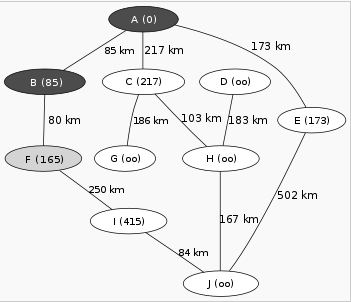 A (0)
85 km
217 km
173 km
B (85)
C (217)
D (oo)
80 km
186 km
103 km
183 km
E (173)
F (165)
G (oo)
H (oo)
250 km
502 km
I (415)
167 km
84 km
J (oo)